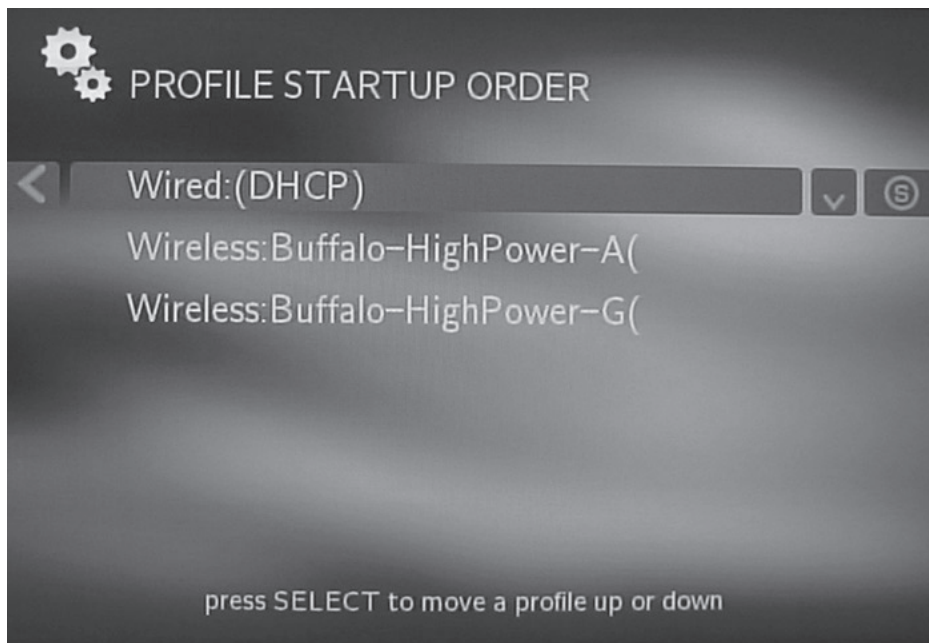 PROFILE STARTUP ORDER
Wired:(DHCP)
S
Wireless:Buffalo-HighPower-A(
Wireless:Buffalo-HighPower-G(
press SELECT to move a profile up or down